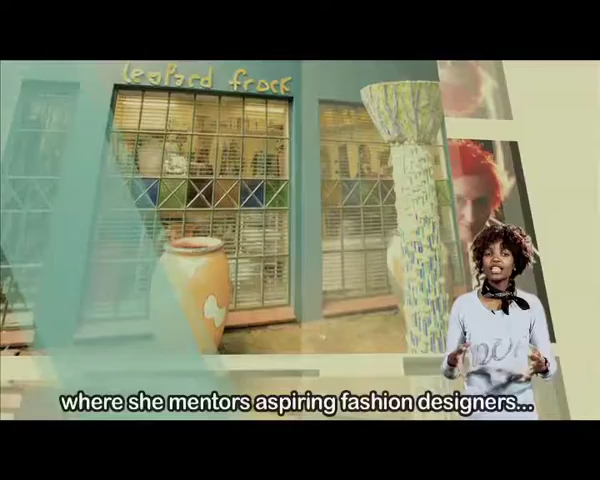 leopard frock
where she mentors aspiring fashion designers...